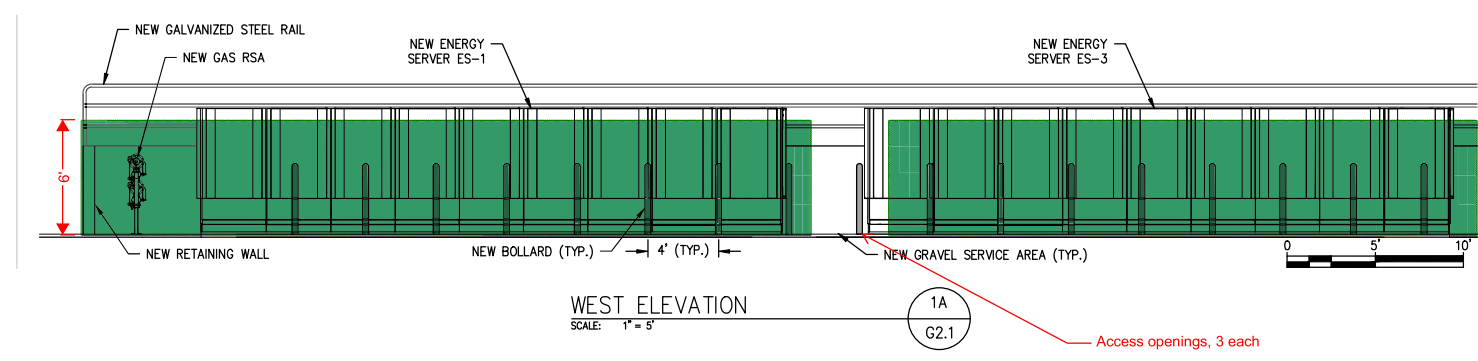 NEW GALVANIZED STEEL RAIL
NEW GAS RSA
NEW ENERGY
SERVER ES-1
NEW ENERGY
SERVER ES-3
6'
NEW RETAINING WALL
NEW BOLLARD (TYP.)
4' (TYP.)
NEW GRAVEL SERVICE AREA (TYP.)
0 5' 10'
WEST ELEVATION
SCALE: 1" = 5'
1A
G2.1
Access openings, 3 each